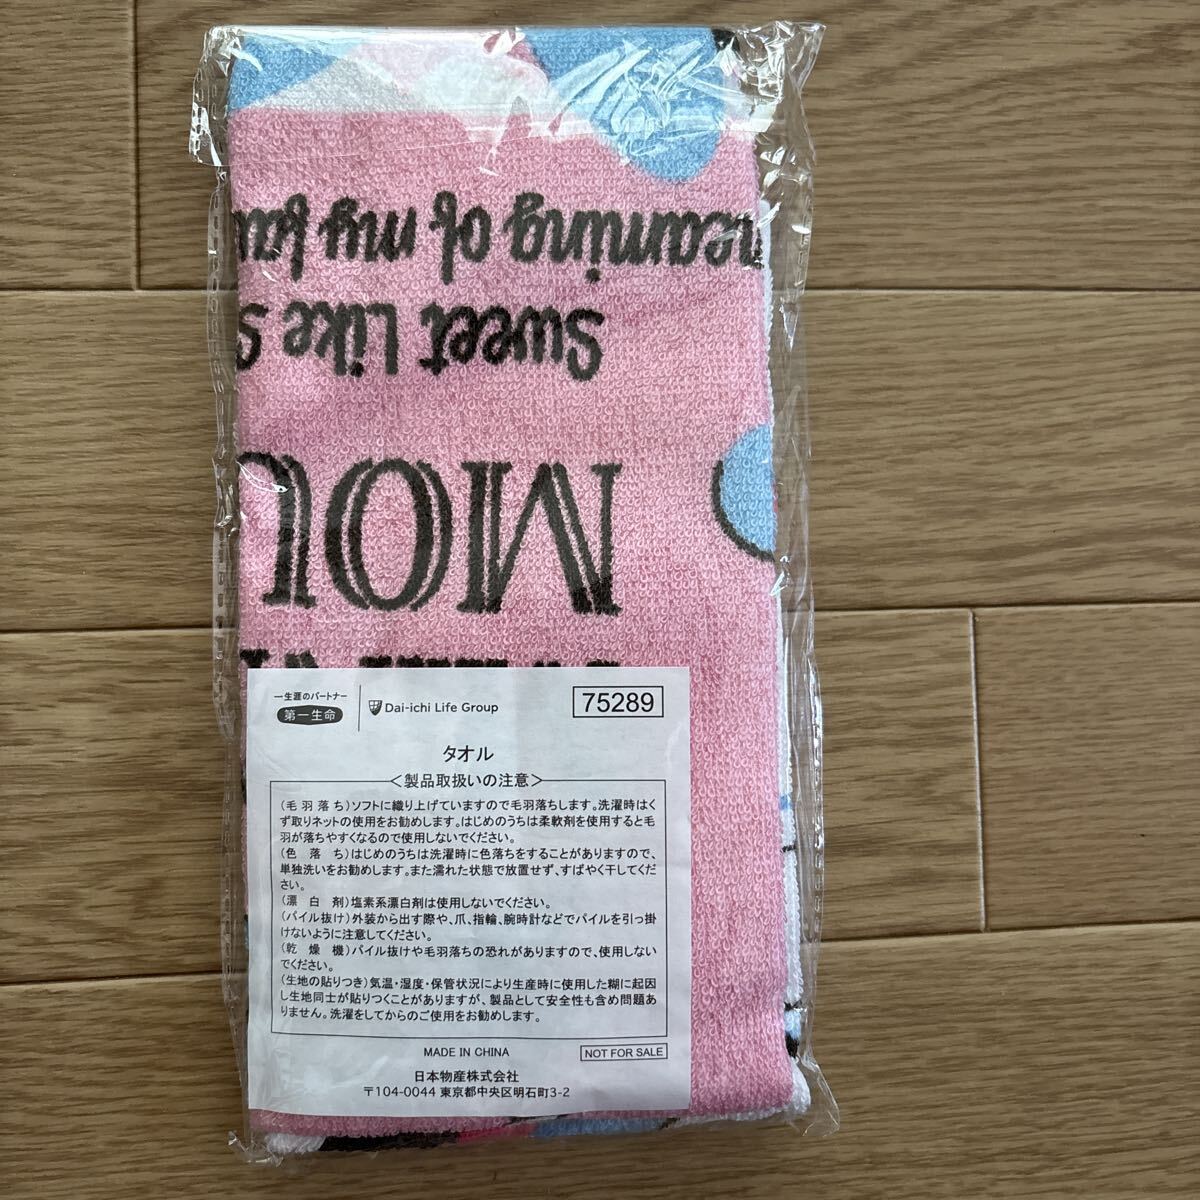 reaming of my
Sweet Like S
MOU
一生涯のパートナー
第一生命
Dai-ichi Life Group
75289
タオル
<製品取扱いの注意>
(毛羽落ち)ソフトに織り上げていますので毛羽落ちします。洗濯時はく
ず取りネットの使用をお勧めします。はじめのうちは柔軟剤を使用すると毛
羽が落ちやすくなるので使用しないでください。
(色落ち)はじめのうちは洗濯時に色落ちをすることがありますので、
単独洗いをお勧めします。また濡れた状態で放置せず、すばやく干してくだ
さい。
(漂白剤)塩素系漂白剤は使用しないでください。
(パイル抜け)外装から出す際や、爪、指輪、腕時計などでパイルを引っ掛
けないように注意してください。
(乾燥機)パイル抜けや毛羽落ちの恐れがありますので、使用しない
でください。
(生地の貼りつき)気温・湿度・保管状況により生産時に使用した糊に起因
し生地同士が貼りつくことがありますが、製品として安全性も含め問題あ
りません。洗濯をしてからのご使用をお勧めします。
MADE IN CHINA
NOT FOR SALE
日本物産株式会社
〒104-0044 東京都中央区明石町3-2